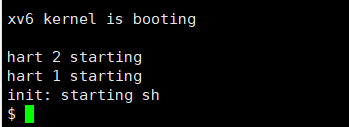 xv6 kernel is booting
hart 2 starting
hart 1 starting
init: starting sh
$